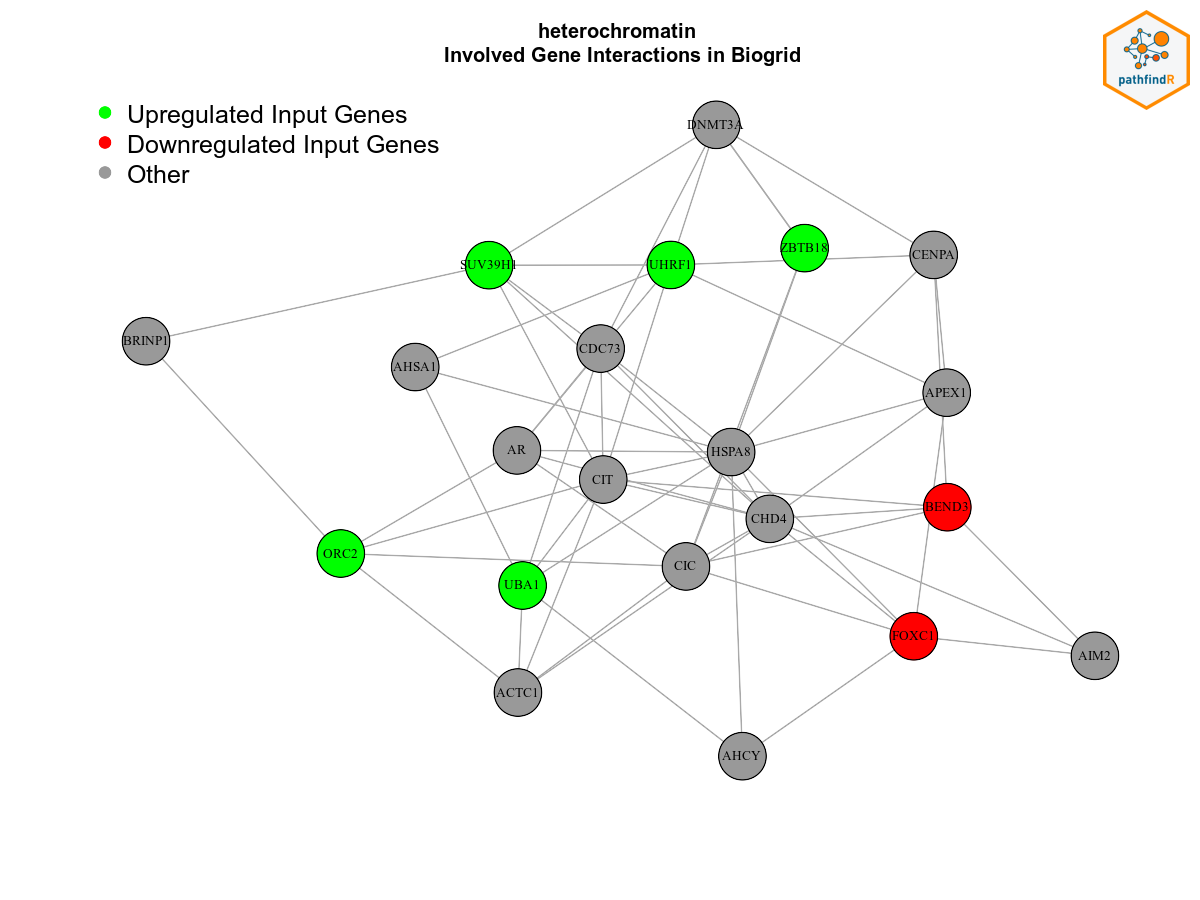 heterochromatin
Involved Gene Interactions in Biogrid
pathfindR
Upregulated Input Genes
Downregulated Input Genes
Other
DNMT3A
SUV39H1
UHRF1
ZBTB18
CENPA
BRINP1
CDC73
AHSA1
APEX1
AR
HSPA8
CIT
BEND3
CHD4
ORC2
CIC
UBA1
FOXC1
AIM2
ACTC1
AHCY